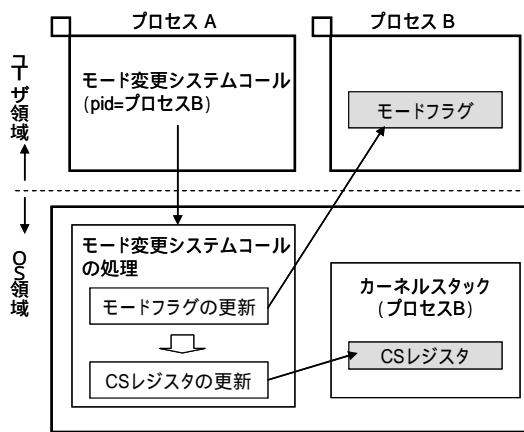 プロセス A
プロセス B
ユーザ領域
モード変更システムコール
(pid=プロセスB)
モードフラグ
OS領域
モード変更システムコール
の処理
モードフラグの更新
CSレジスタの更新
カーネルスタック
(プロセスB)
CSレジスタ